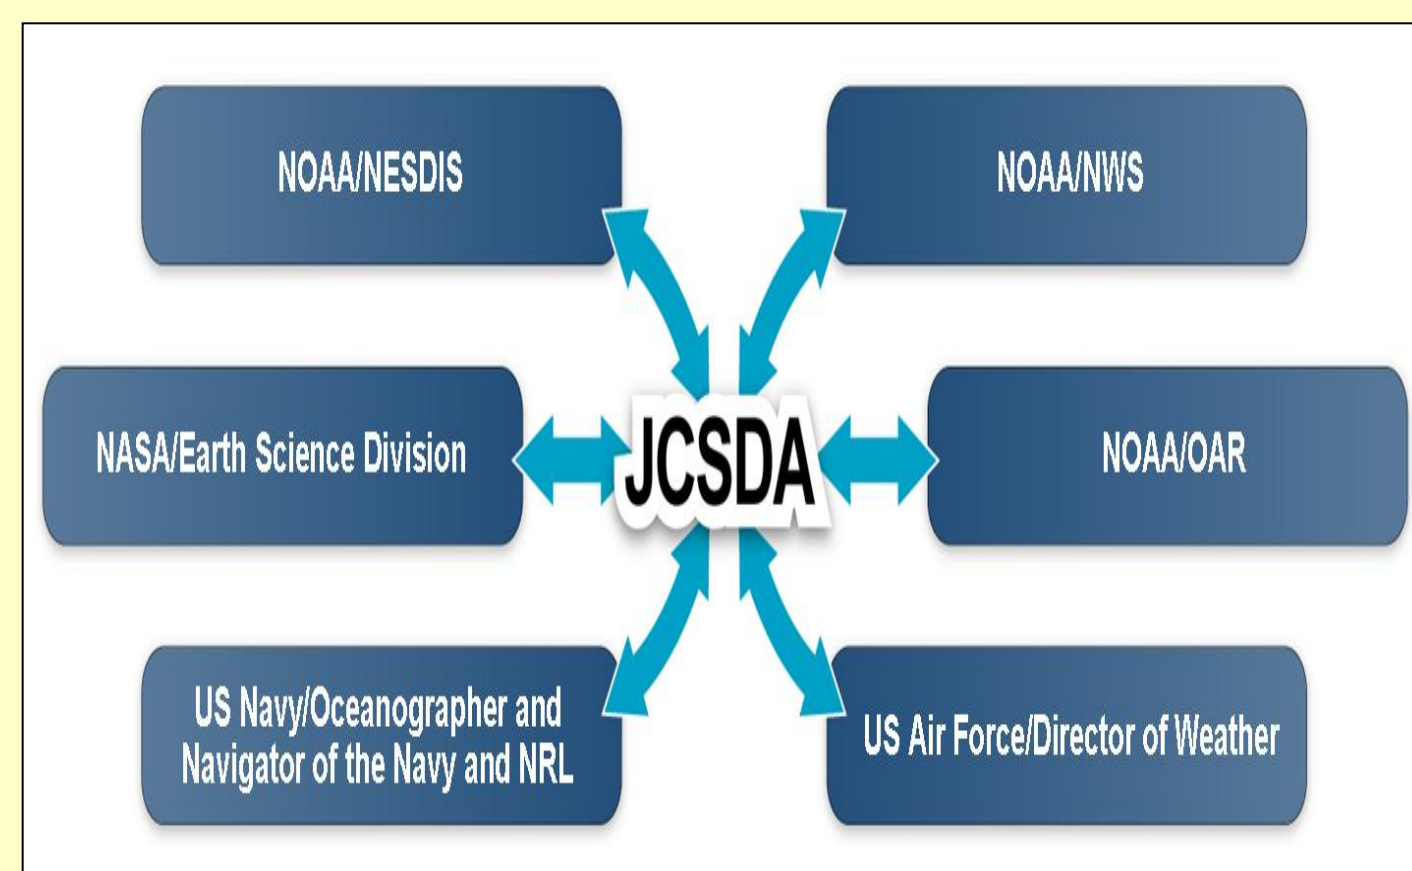 NOAA/NESDIS
NOAA/NWS
NASA/Earth Science Division
JCSDA
NOAA/OAR
US Navy/Oceanographer and
Navigator of the Navy and NRL
US Air Force/Director of Weather